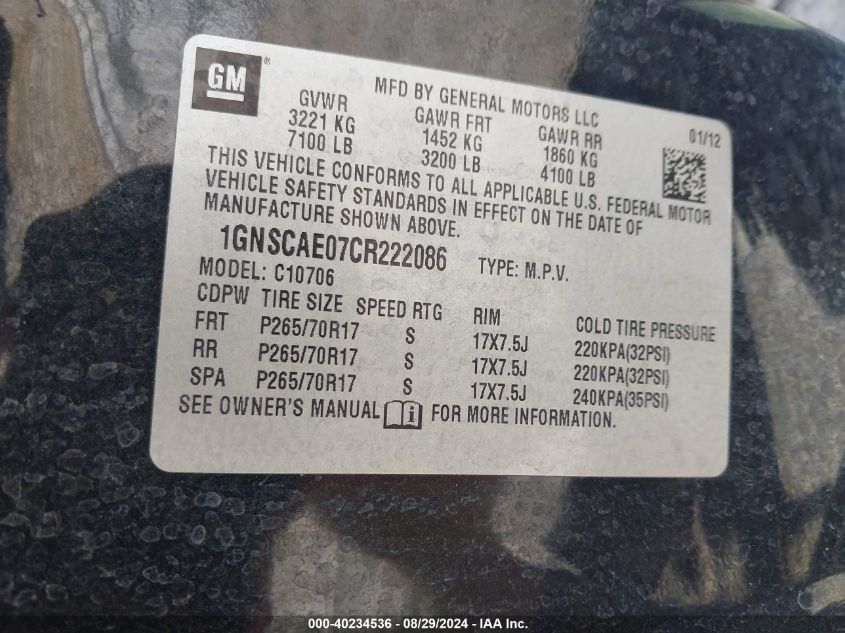 GM ®
MFD BY GENERAL MOTORS LLC
GVWR GAWR FRT GAWR RR 01/12
3221 KG 1452 KG 1860 KG
7100 LB 3200 LB 4100 LB
THIS VEHICLE CONFORMS TO ALL APPLICABLE U.S. FEDERAL MOTOR
VEHICLE SAFETY STANDARDS IN EFFECT ON THE DATE OF
MANUFACTURE SHOWN ABOVE.
1GNSCAE07CR222086 TYPE: M.P.V.
MODEL: C10706
CDPW TIRE SIZE SPEED RTG RIM COLD TIRE PRESSURE
FRT P265/70R17 S 17X7.5J 220KPA(32PSI)
RR P265/70R17 S 17X7.5J 220KPA(32PSI)
SPA P265/70R17 S 17X7.5J 240KPA(35PSI)
SEE OWNER'S MANUAL i FOR MORE INFORMATION.
000-40234536 - 08/29/2024 - IAA Inc.